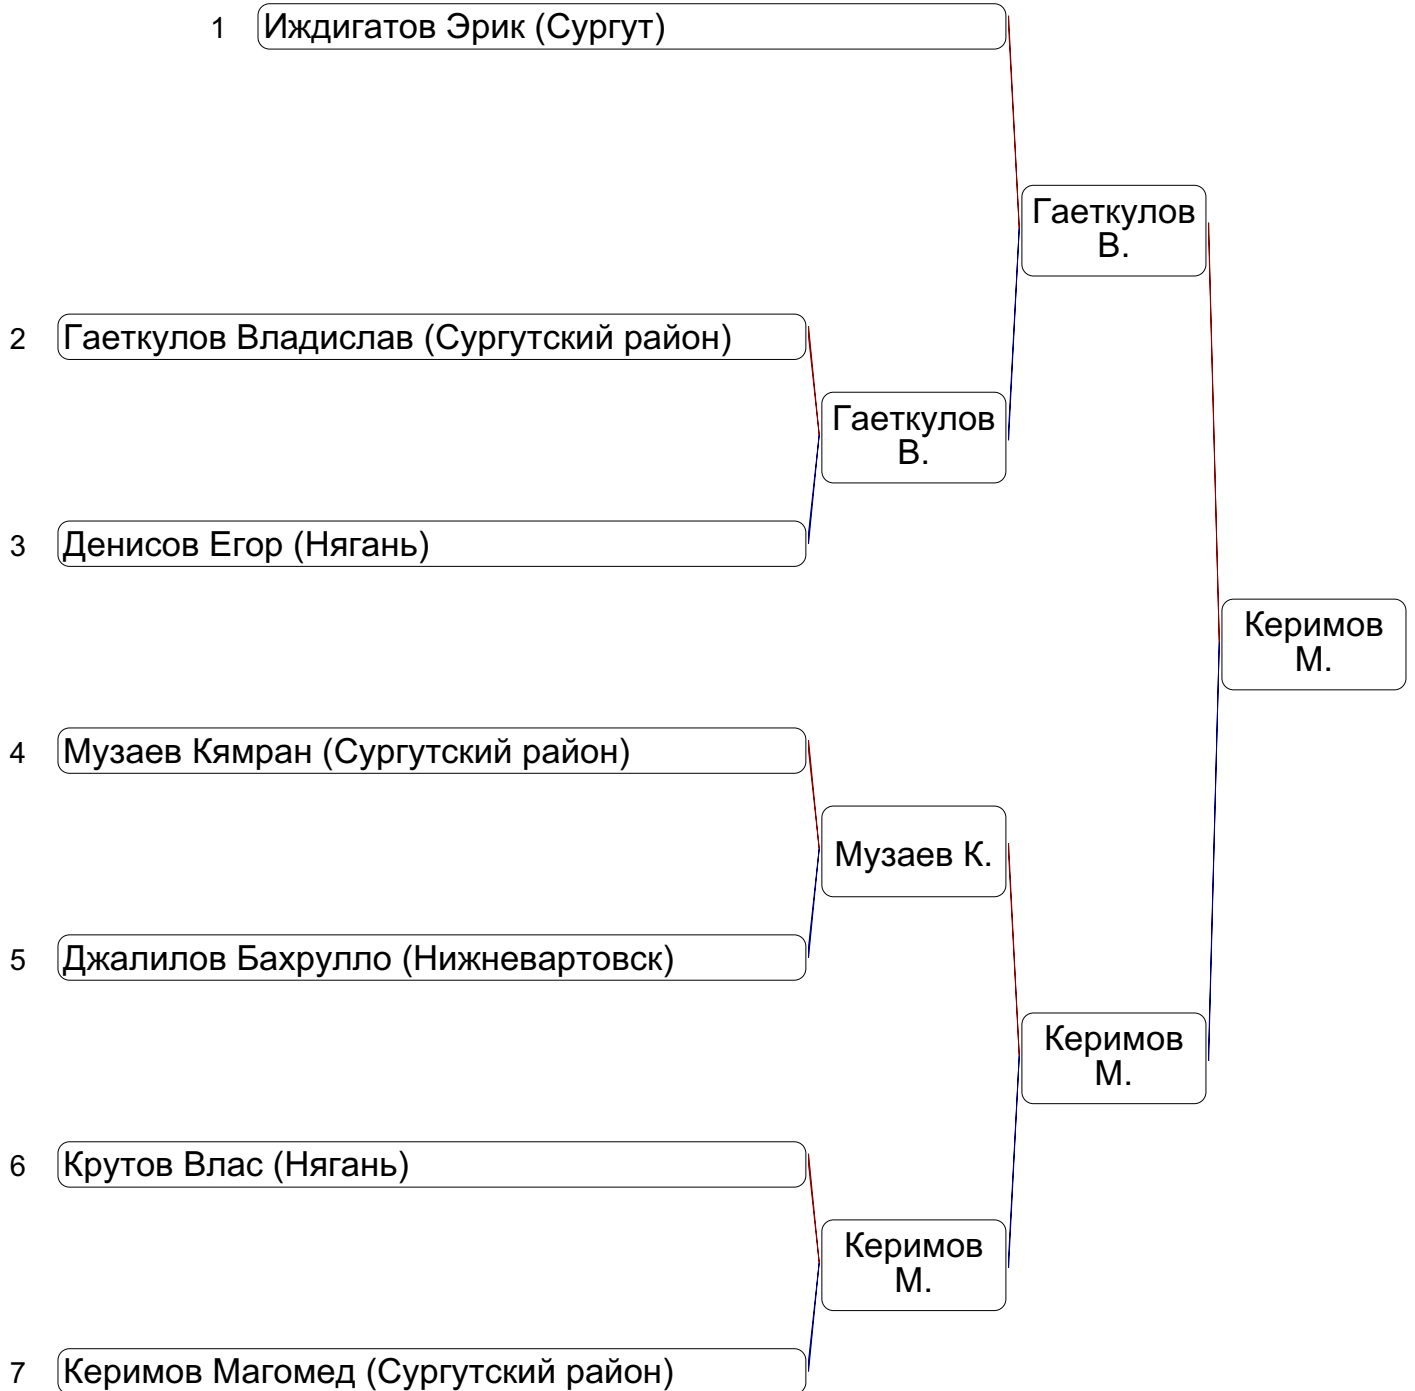 1 Иждигатов Эрик (Сургут)
Гаеткулов
В.
2 Гаеткулов Владислав (Сургутский район)
Гаеткулов
В.
3 Денисов Егор (Нягань)
Керимов
М.
4 Музаев Кямран (Сургутский район)
Музаев К.
5 Джалилов Бахрулло (Нижневартовск)
Керимов
М.
6 Крутов Влас (Нягань)
Керимов
М.
7 Керимов Магомед (Сургутский район)